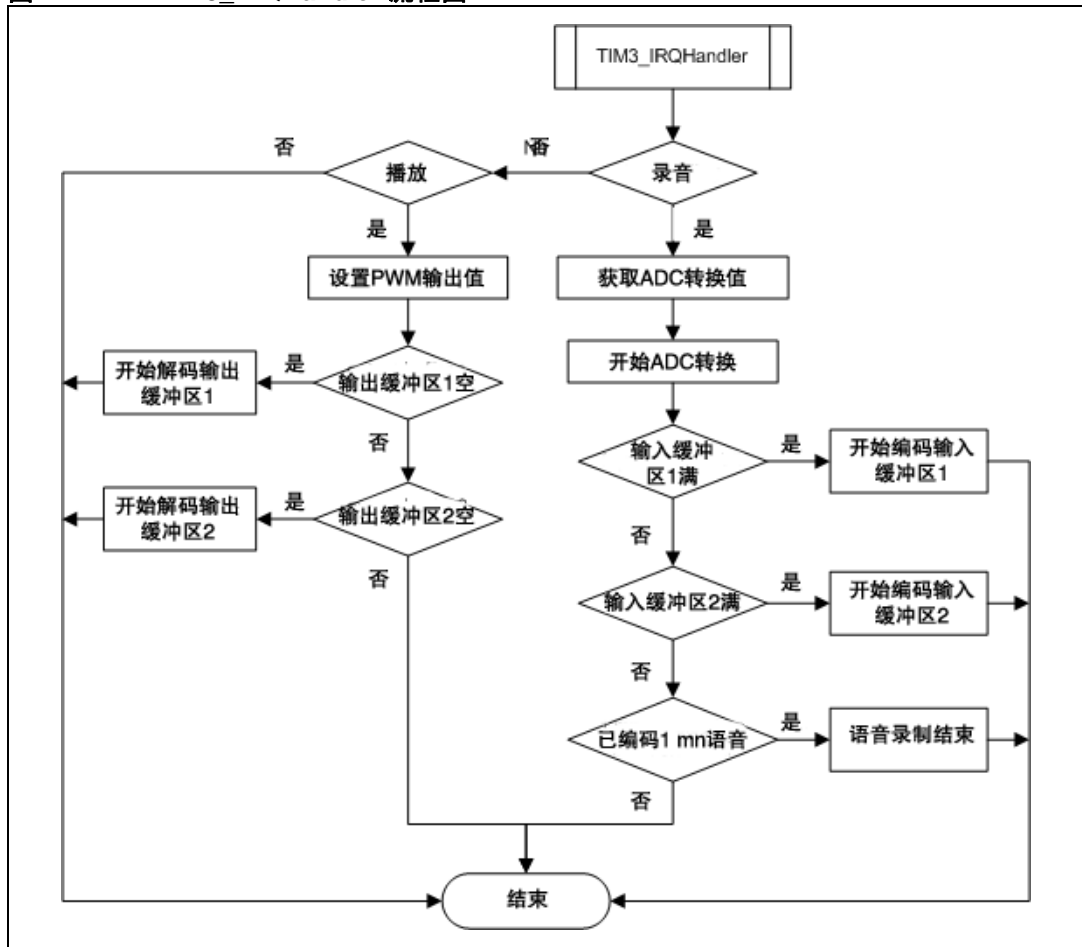 TIM3_IRQHandler
否
播放
否
录音
是
是
设置PWM输出值
获取ADC转换值
开始ADC转换
开始解码输出
缓冲区1
是
输出缓冲区1空
否
输入缓冲
区1满
是
开始编码输入
缓冲区1
开始解码输出
缓冲区2
是
输出缓冲区2空
否
否
输入缓冲区2满
是
开始编码输入
缓冲区2
否
已编码1 mn语音
是
语音录制结束
否
结束